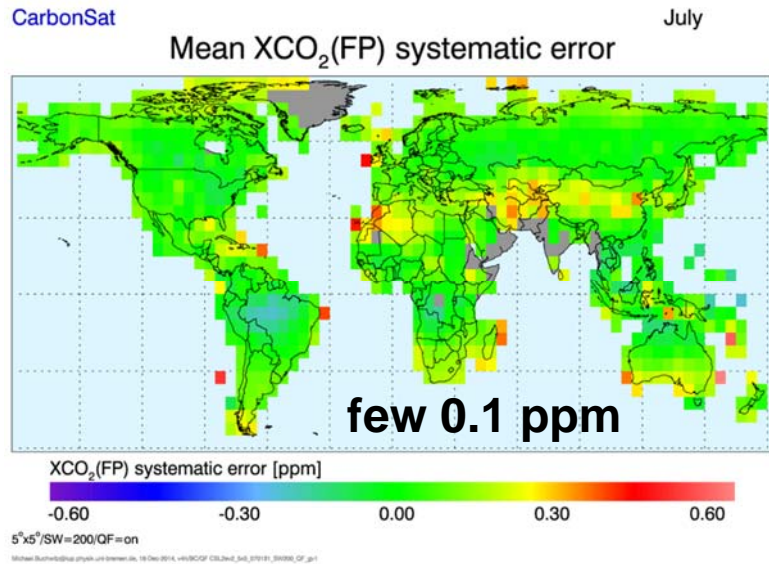 CarbonSat
July
Mean XCO₂(FP) systematic error
few 0.1 ppm
XCO₂(FP) systematic error [ppm]
-0.60 -0.30 0.00 0.30 0.60
5°x5°/SW=200/QF=on